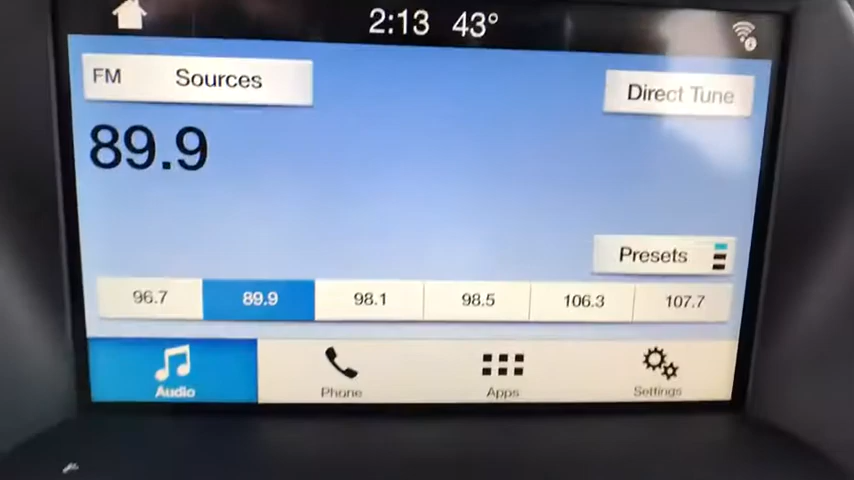 2:13 43°
FM Sources
Direct Tune
89.9
Presets
96.7 89.9 98.1 98.5 106.3 107.7
Audio Phone Apps Settings